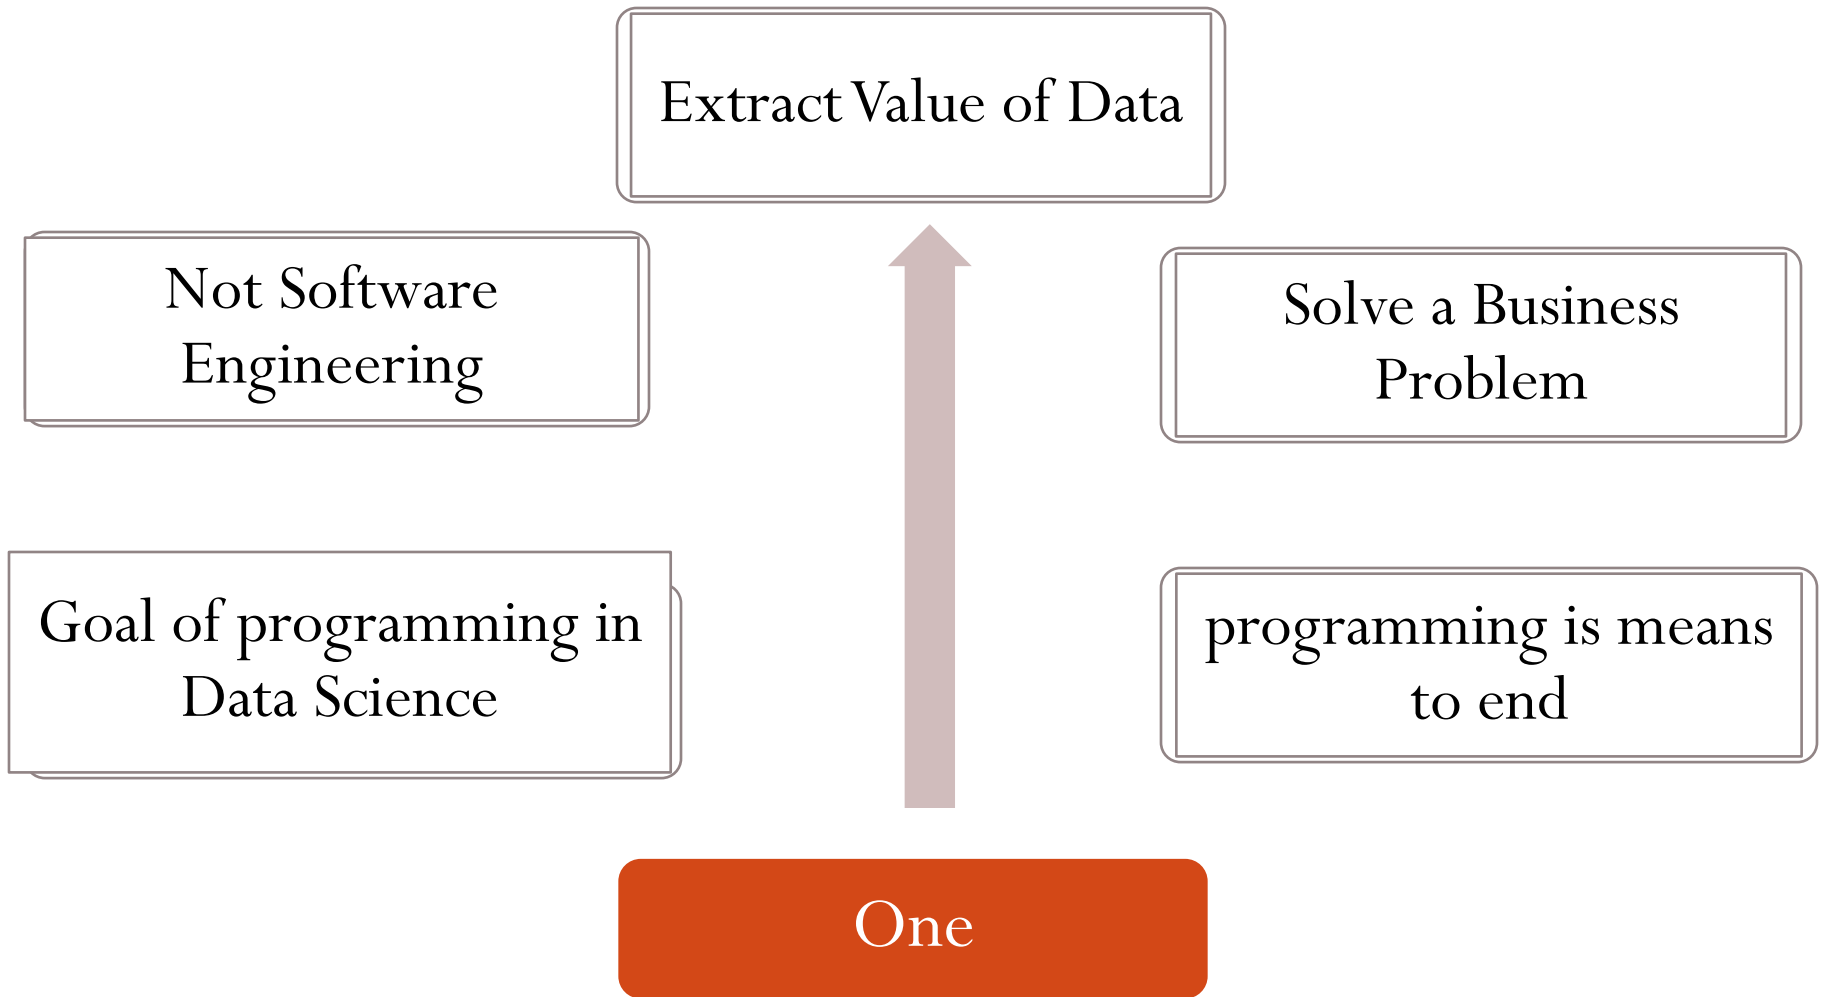 Extract Value of Data
Not Software
Engineering
Solve a Business
Problem
Goal of programming in
Data Science
programming is means
to end
One